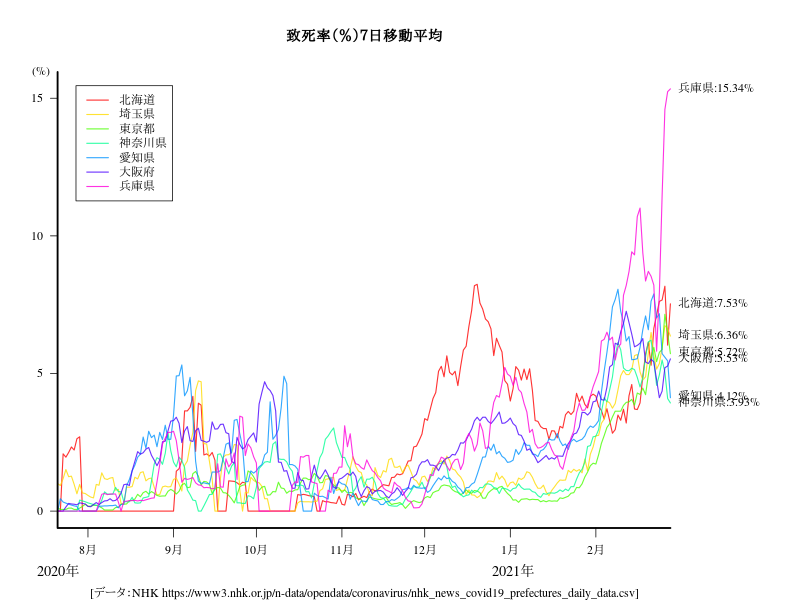 致死率(%)7日移動平均
(%)
15
10
5
0
北海道
埼玉県
東京都
神奈川県
愛知県
大阪府
兵庫県
兵庫県:15.34%
北海道:7.53%
埼玉県:6.36%
東京都:5.72%
大阪府:5.53%
愛知県:4.12%
神奈川県:3.93%
8月 9月 10月 11月 12月 1月 2月
2020年 2021年
[データ:NHK https://www3.nhk.or.jp/n-data/opendata/coronavirus/nhk_news_covid19_prefectures_daily_data.csv]